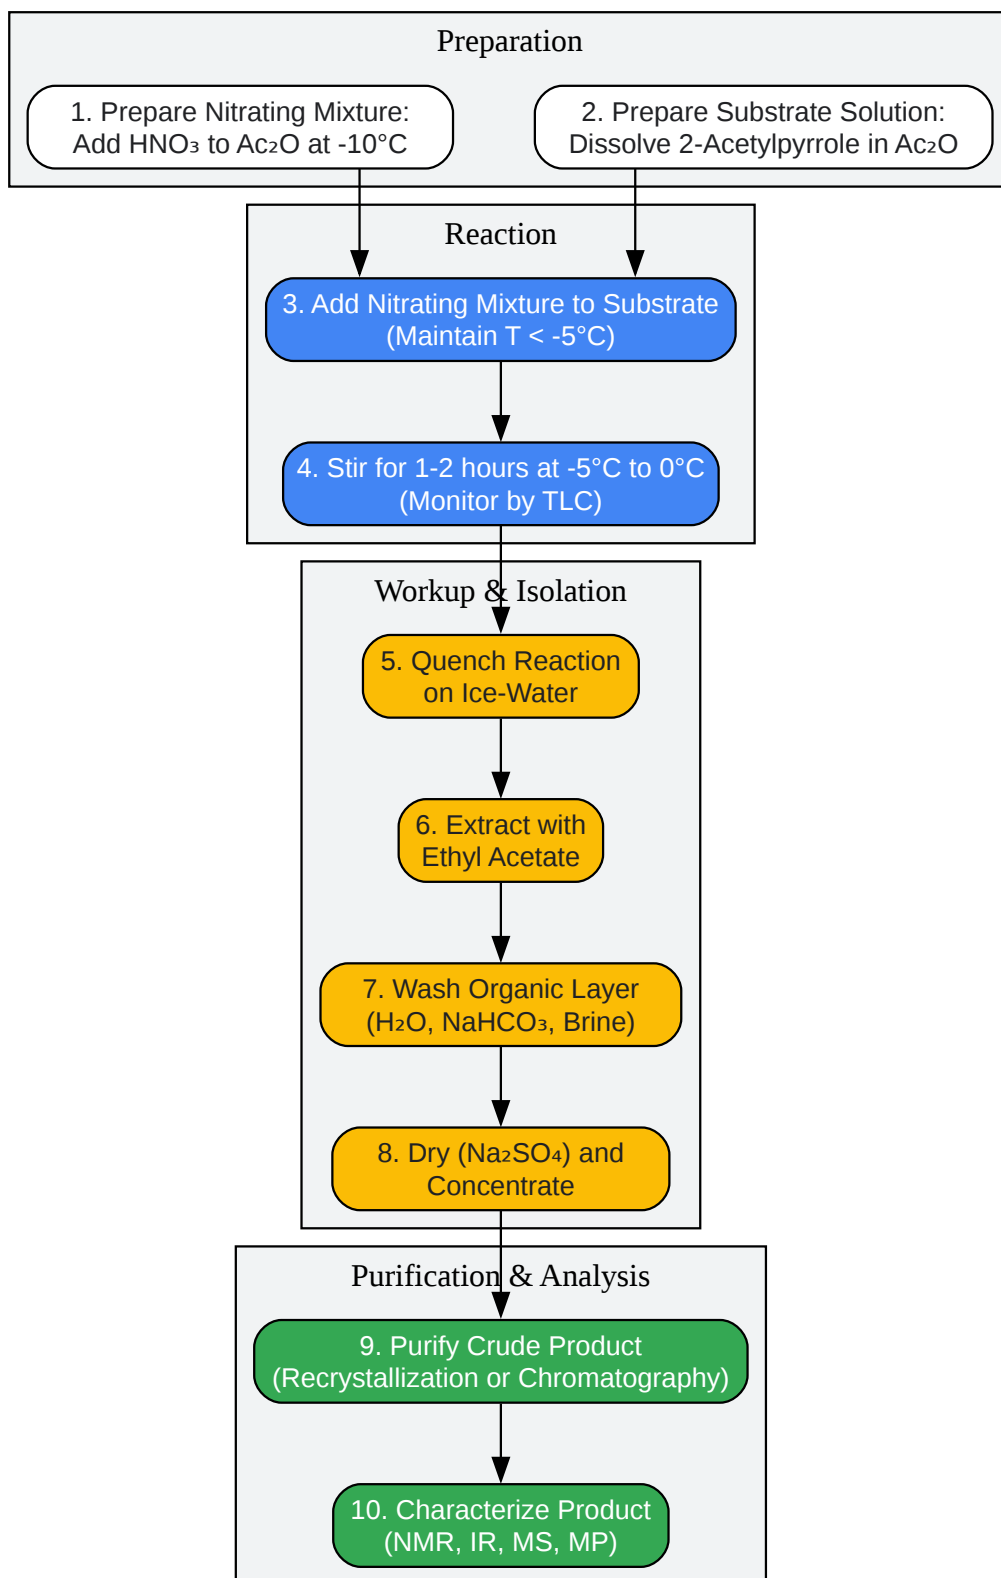 Preparation
1. Prepare Nitrating Mixture:
Add HNO₃ to Ac₂O at -10°C
2. Prepare Substrate Solution:
Dissolve 2-Acetylpyrrole in Ac₂O
Reaction
3. Add Nitrating Mixture to Substrate
(Maintain T < -5°C)
4. Stir for 1-2 hours at -5°C to 0°C
(Monitor by TLC)
Workup & Isolation
5. Quench Reaction
on Ice-Water
6. Extract with
Ethyl Acetate
7. Wash Organic Layer
(H₂O, NaHCO₃, Brine)
8. Dry (Na₂SO₄) and
Concentrate
Purification & Analysis
9. Purify Crude Product
(Recrystallization or Chromatography)
10. Characterize Product
(NMR, IR, MS, MP)